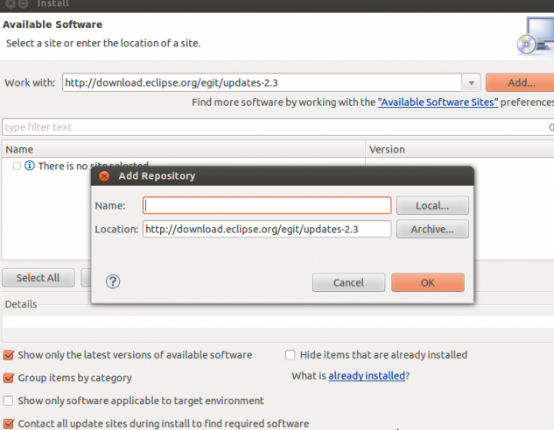 Install
Available Software
Select a site or enter the location of a site.
Work with: http://download.eclipse.org/egit/updates-2.3 Add...
Find more software by working with the "Available Software Sites" preferences
type filter text
Name Version
There is no site selected
Add Repository
Name: Local...
Location: http://download.eclipse.org/egit/updates-2.3 Archive...
Cancel OK
Select All
Details
Show only the latest versions of available software Hide items that are already installed
Group items by category What is already installed?
Show only software applicable to target environment
Contact all update sites during install to find required software